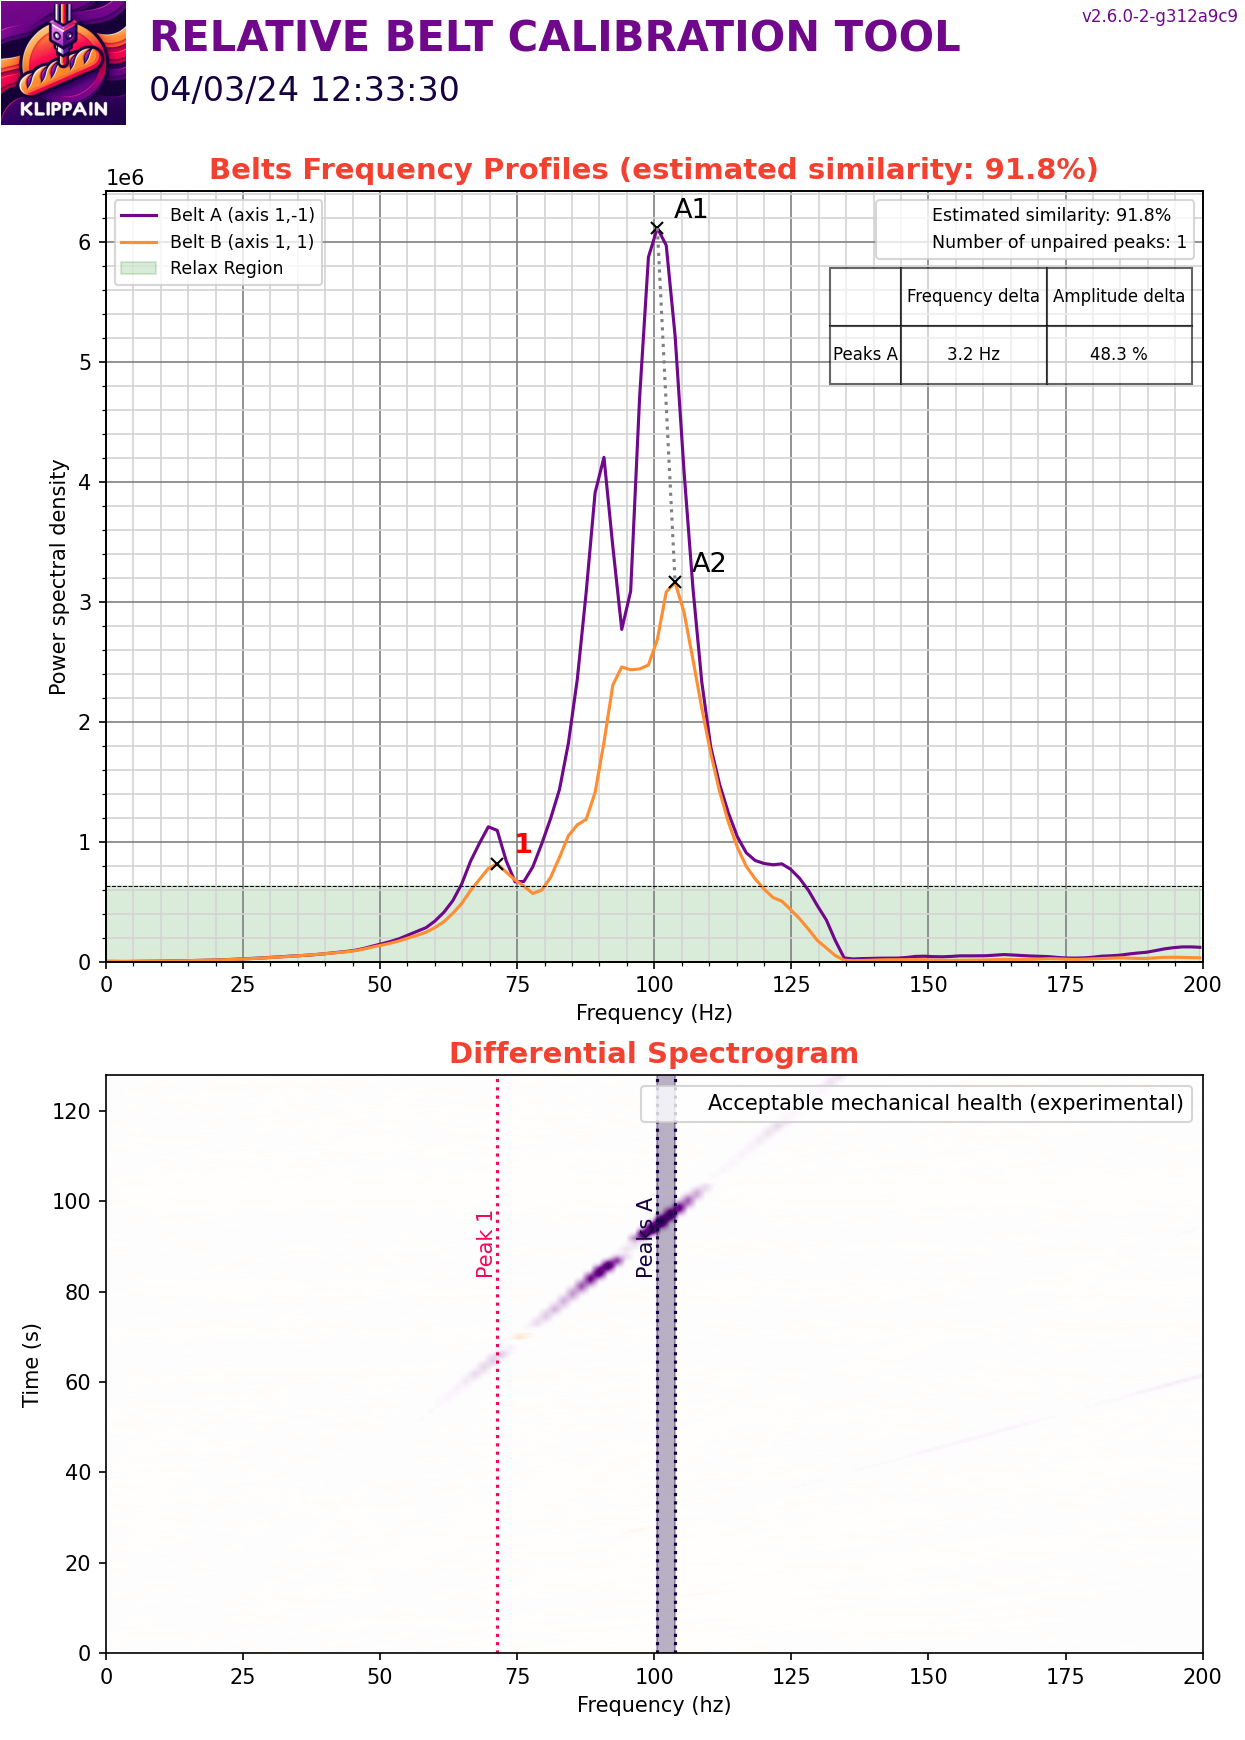 v2.6.0-2-g312a9c9
RELATIVE BELT CALIBRATION TOOL
04/03/24 12:33:30
KLIPPAIN
Belts Frequency Profiles (estimated similarity: 91.8%)
1e6
Belt A (axis 1,-1)
Belt B (axis 1, 1)
Relax Region
Estimated similarity: 91.8%
Number of unpaired peaks: 1
Frequency delta Amplitude delta
Peaks A 3.2 Hz 48.3 %
A1
A2
1
Power spectral density
6
5
4
3
2
1
0
0 25 50 75 100 125 150 175 200
Frequency (Hz)
Differential Spectrogram
Acceptable mechanical health (experimental)
Peak 1
Peaks A
Time (s)
120
100
80
60
40
20
0
0 25 50 75 100 125 150 175 200
Frequency (hz)